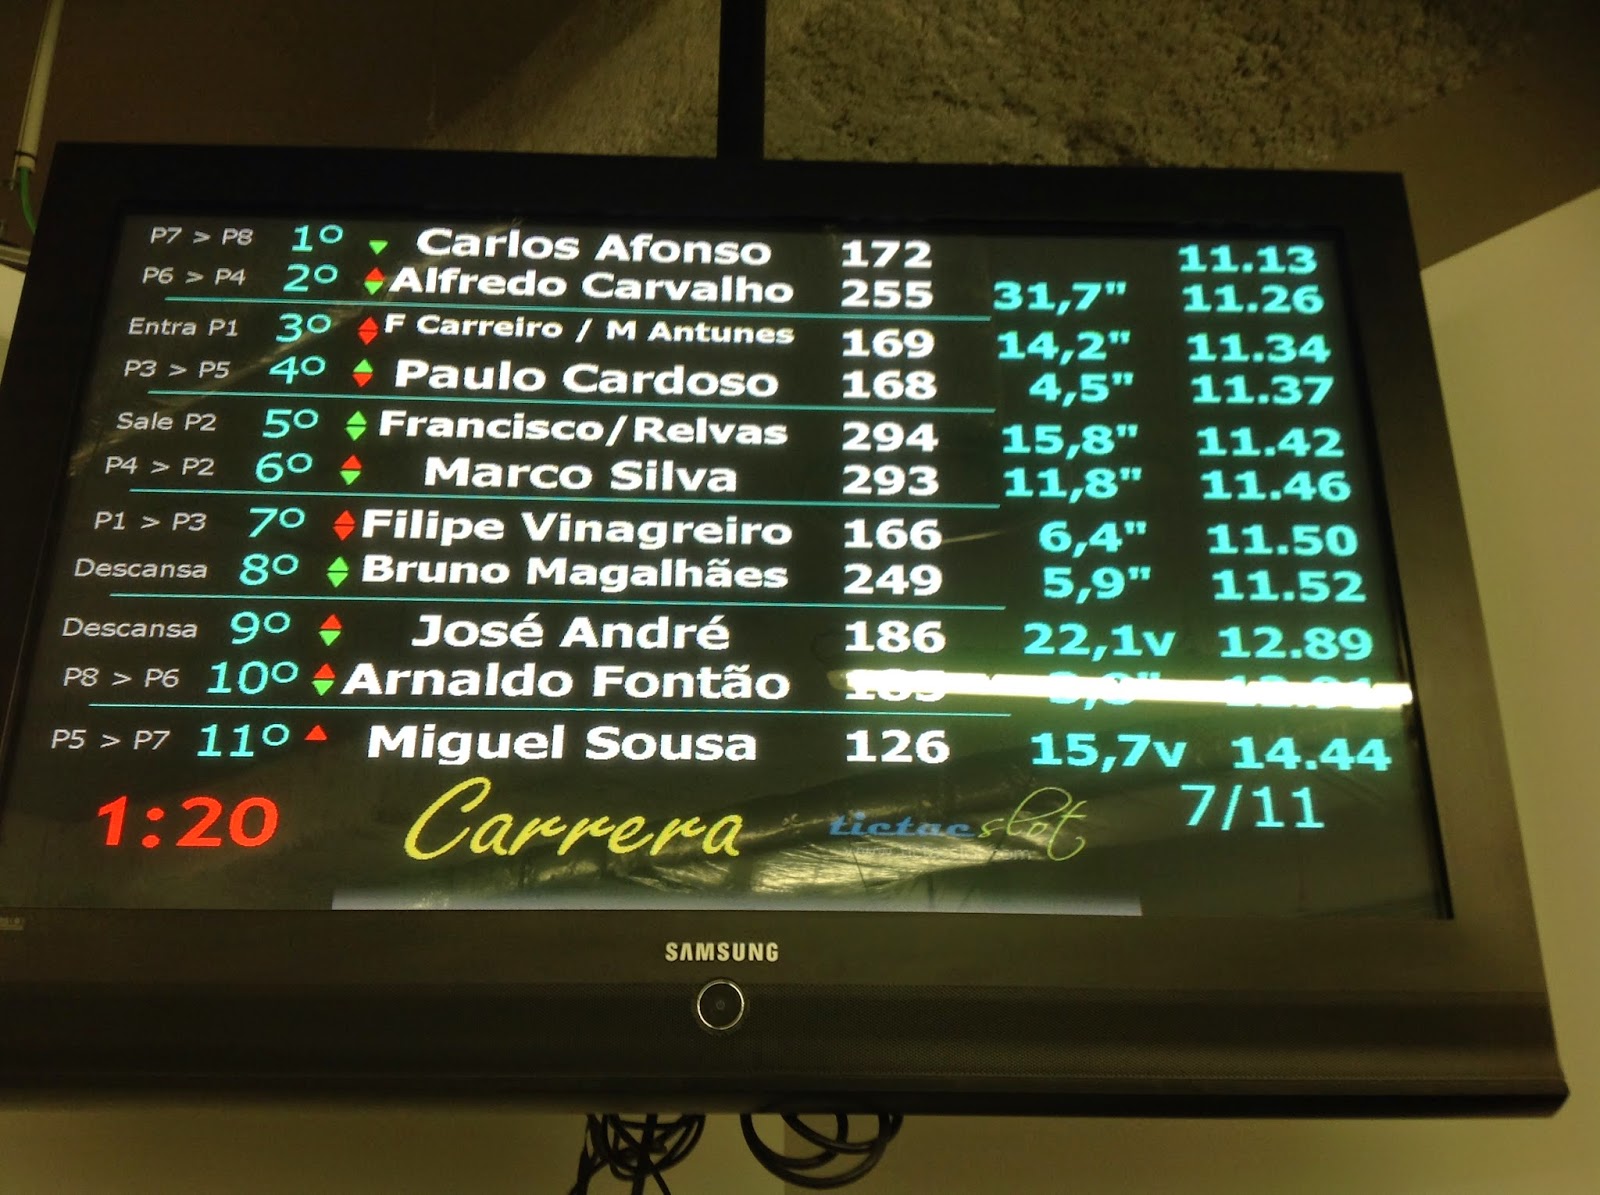 P7 > P8 1º Carlos Afonso 172 11.13
P6 > P4 2º Alfredo Carvalho 255 31,7" 11.26
Entra P1 3º F Carreiro / M Antunes 169 14,2" 11.34
P3 > P5 4º Paulo Cardoso 168 4,5" 11.37
Sale P2 5º Francisco/Relvas 294 15,8" 11.42
P4 > P2 6º Marco Silva 293 11,8" 11.46
P1 > P3 7º Filipe Vinagreiro 166 6,4" 11.50
Descansa 8º Bruno Magalhães 249 5,9" 11.52
Descansa 9º José André 186 22,1v 12.89
P8 > P6 10º Arnaldo Fontão
P5 > P7 11º Miguel Sousa 126 15,7v 14.44
1:20 Carrera tictacslot 7/11
SAMSUNG